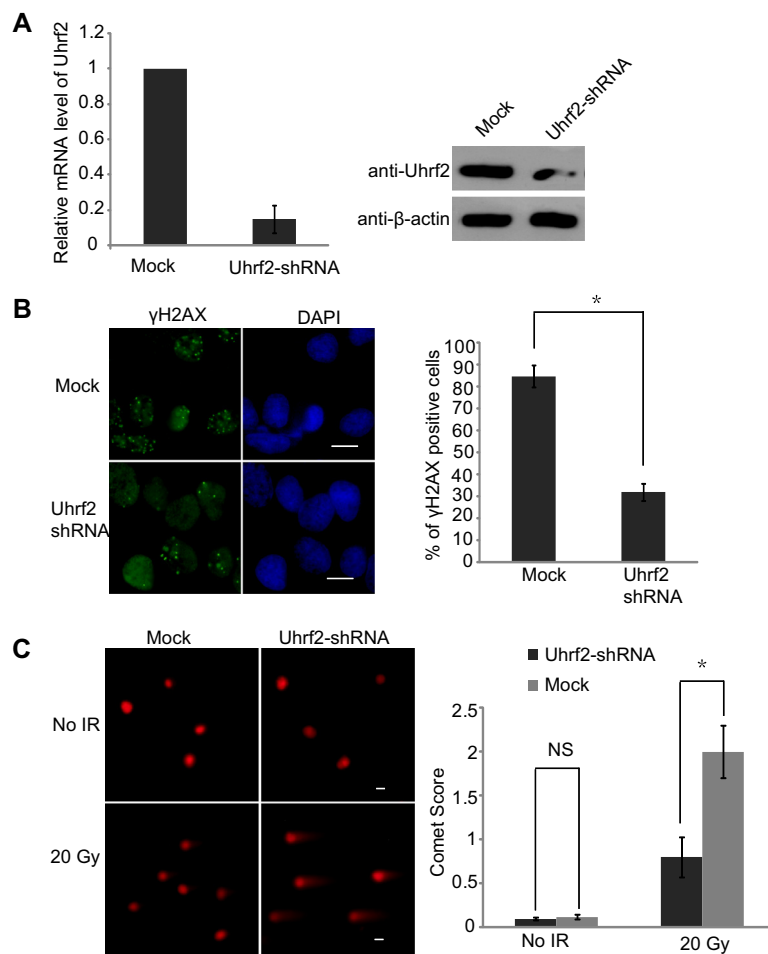 A
Relative mRNA level of Uhrf2
1.2
1
0.8
0.6
0.4
0.2
0
Mock
Uhrf2-shRNA
Mock
Uhrf2-shRNA
anti-Uhrf2
anti-β-actin
B
γH2AX
DAPI
Mock
Uhrf2
shRNA
*
% of γH2AX positive cells
100
90
80
70
60
50
40
30
20
10
0
Mock
Uhrf2
shRNA
C
Mock
Uhrf2-shRNA
No IR
20 Gy
Uhrf2-shRNA
Mock
*
NS
Comet Score
2.5
2
1.5
1
0.5
0
No IR
20 Gy